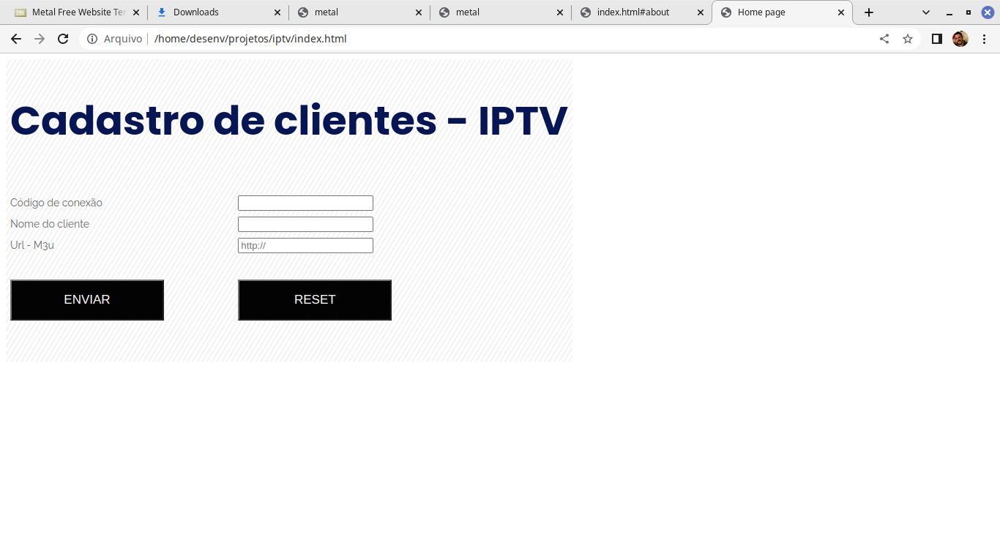 Metal Free Website Ter
Downloads
metal
metal
index.html#about
Home page
Arquivo
/home/desenv/projetos/iptv/index.html
Cadastro de clientes - IPTV
Código de conexão
Nome do cliente
Url - M3u http://
ENVIAR RESET